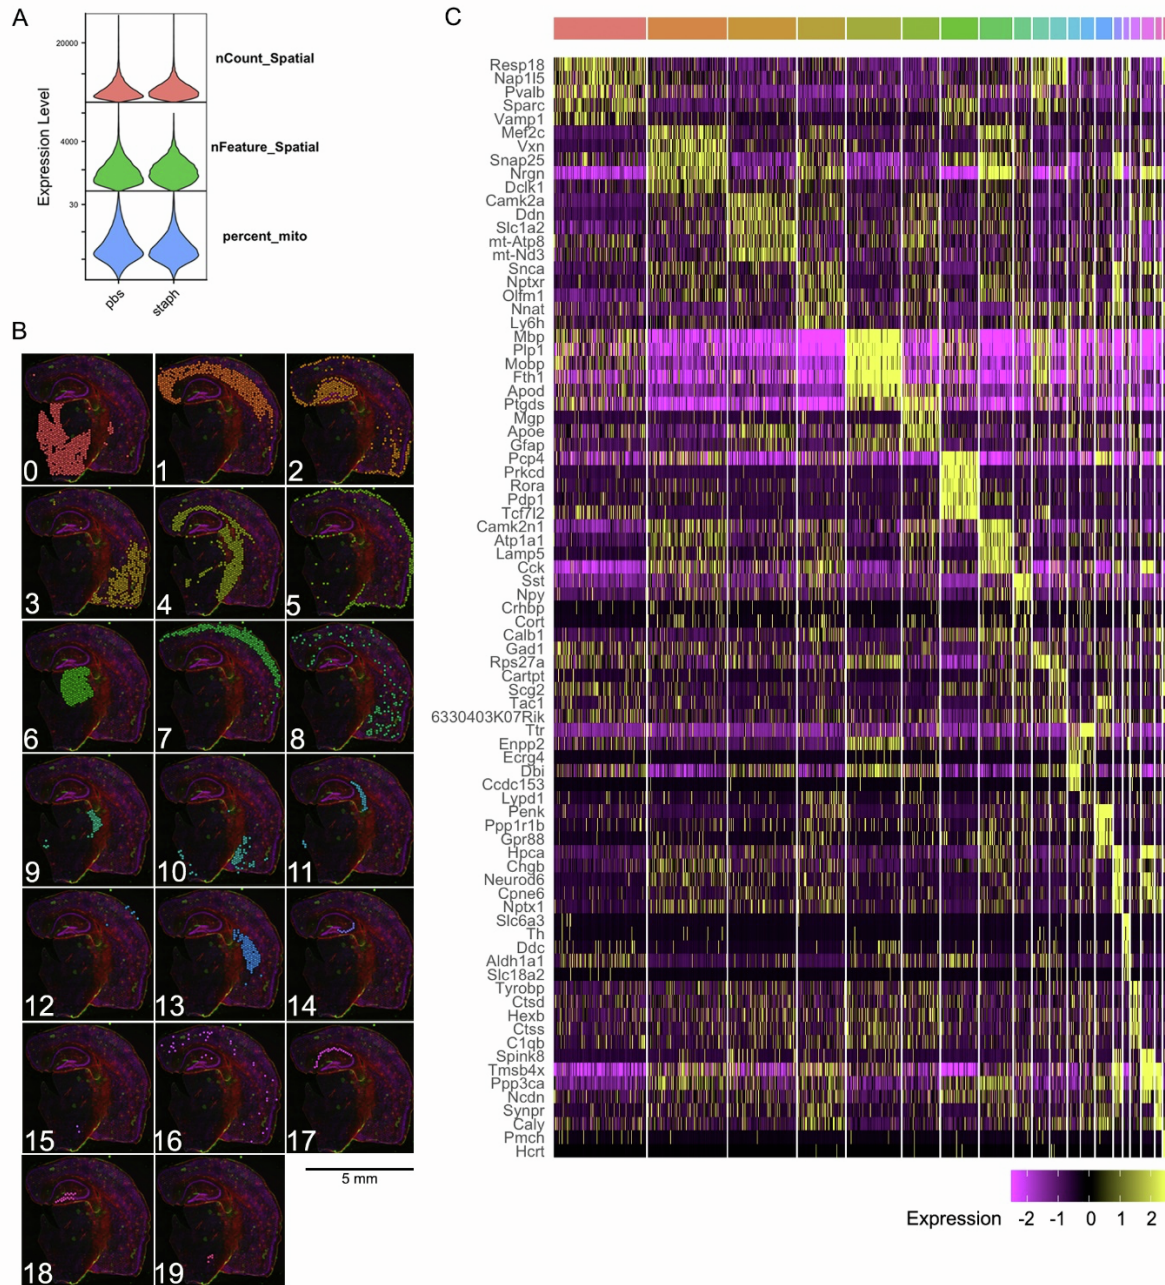 A
20000
nCount_Spatial
4000
nFeature_Spatial
30
percent_mito
Expression Level
pbs
staph
B
0
1
2
3
4
5
6
7
8
9
10
11
12
13
14
15
16
17
18
19
5 mm
C
Resp18
Nap1l5
Pvalb
Sparc
Vamp1
Mef2c
Vxn
Snap25
Nrgn
Dclk1
Camk2a
Ddn
Slc1a2
mt-Atp8
mt-Nd3
Snca
Nptxr
Olfm1
Nnat
Ly6h
Mbp
Plp1
Mobp
Fth1
Apod
Ptgds
Mgp
Apoe
Gfap
Pcp4
Prkcd
Rora
Pdp1
Tcf7l2
Camk2n1
Atp1a1
Lamp5
Cck
Sst
Npy
Crhbp
Cort
Calb1
Gad1
Rps27a
Cartpt
Scg2
Tac1
6330403K07Rik
Ttr
Enpp2
Ecrg4
Dbi
Ccdc153
Lypd1
Penk
Ppp1r1b
Gpr88
Hpca
Chgb
Neurod6
Cpne6
Nptx1
Slc6a3
Th
Ddc
Aldh1a1
Slc18a2
Tyrobp
Ctsd
Hexb
Ctss
C1qb
Spink8
Tmsb4x
Ppp3ca
Ncdn
Synpr
Caly
Pmch
Hcrt
Expression -2 -1 0 1 2